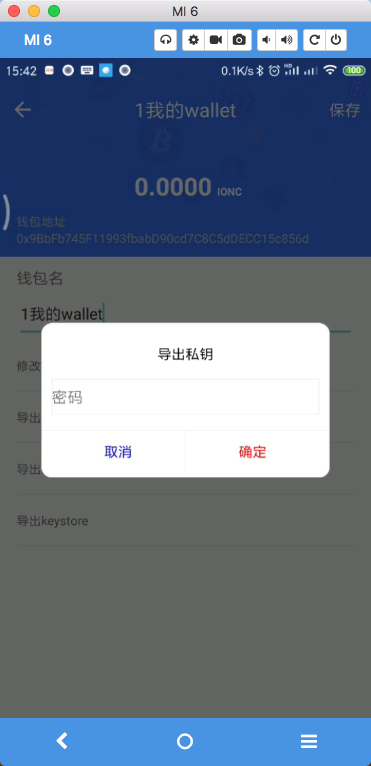 MI 6
MI 6
15:42
0.1K/s
HD
100
1我的wallet
保存
0.0000 IONC
钱包地址
0x9BbFb745F11993fbabD90cd7C8C5dDECC15c856d
钱包名
1我的wallet
修改
导出私钥
密码
导出
取消
确定
导出
导出keystore